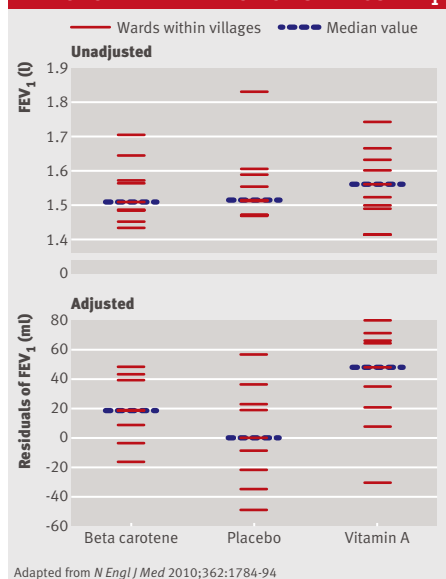 Wards within villages Median value
Unadjusted
FEV1 (l)
1.9
1.8
1.7
1.6
1.5
1.4
0
Adjusted
Residuals of FEV1 (ml)
80
60
40
20
0
-20
-40
-60
Beta carotene Placebo Vitamin A
Adapted from N Engl J Med 2010;362:1784-94